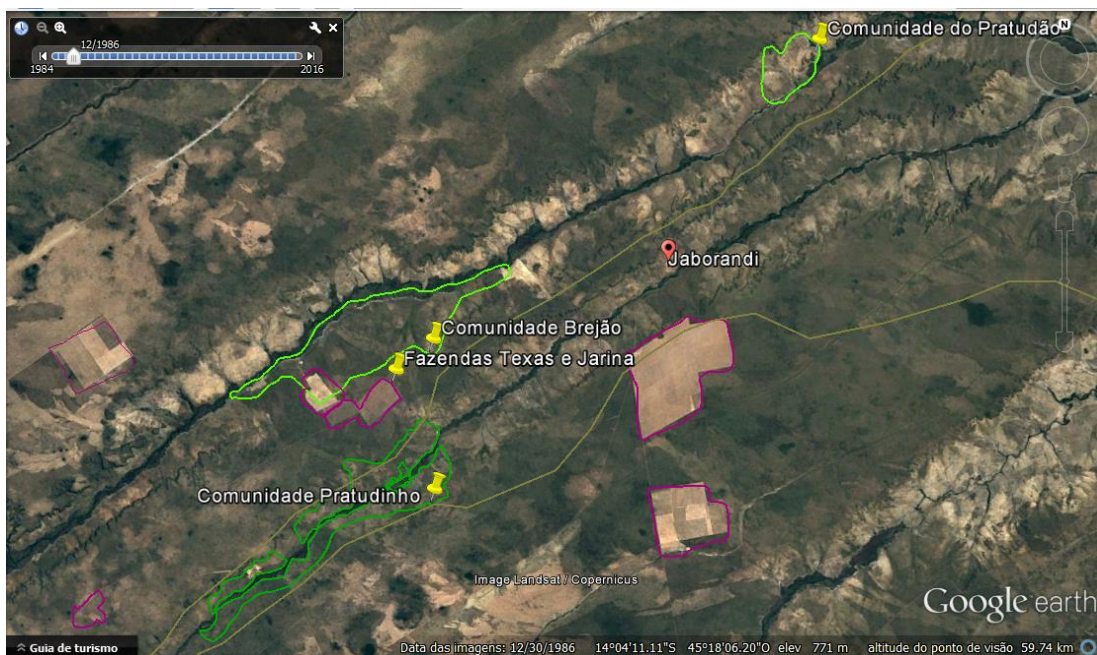 12/1986
1984
2016
Comunidade do Pratudão
N
Jaborandi
Comunidade Brejão
Fazendas Texas e Jarina
Comunidade Pratudinho
Image Landsat / Copernicus
Google earth
Guia de turismo
Data das imagens: 12/30/1986 14°04'11.11"S 45°18'06.20"O elev 771 m altitude do ponto de visão 59.74 km